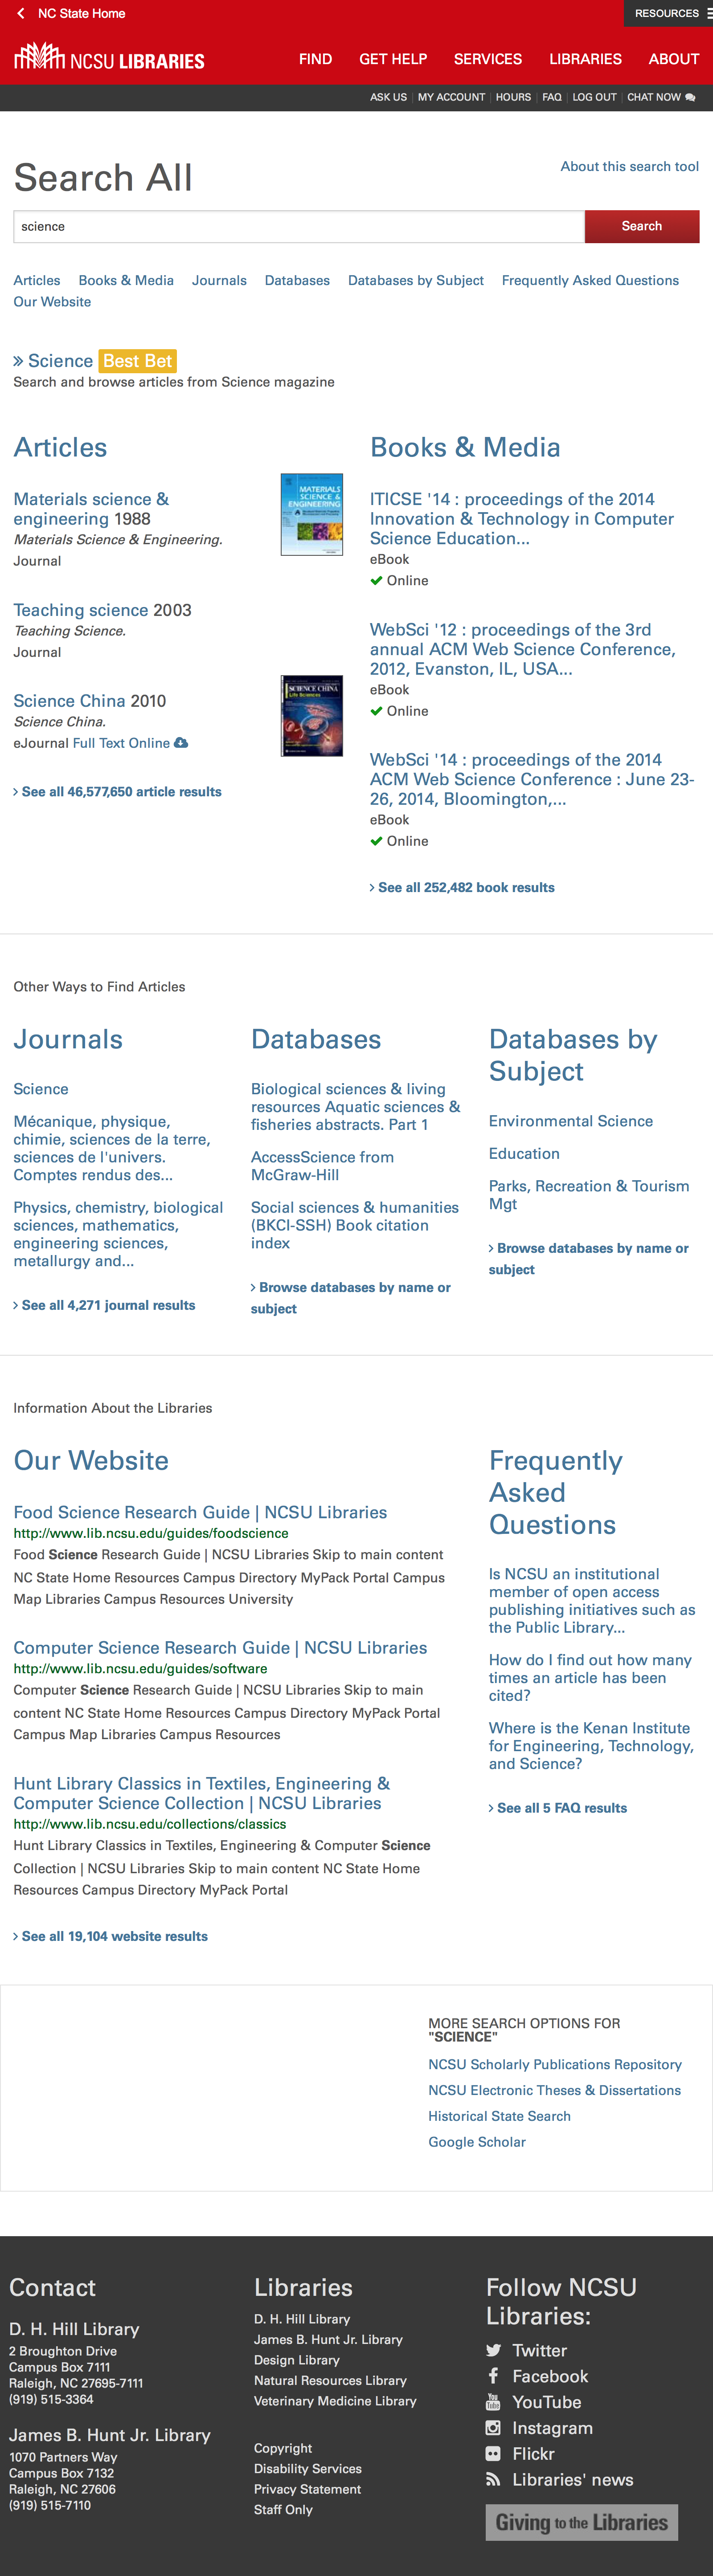 NC State Home
RESOURCES
NCSU LIBRARIES
FIND GET HELP SERVICES LIBRARIES ABOUT
ASK US MY ACCOUNT HOURS FAQ LOG OUT CHAT NOW
Search All
About this search tool
science
Search
Articles Books & Media Journals Databases Databases by Subject Frequently Asked Questions
Our Website
Science Best Bet
Search and browse articles from Science magazine
Articles
Materials science &
engineering 1988
Materials Science & Engineering.
Journal
MATERIALS
SCIENCE &
ENGINEERING
Teaching science 2003
Teaching Science.
Journal
Science China 2010
Science China.
eJournal Full Text Online
SCIENCE CHINA
Life Sciences
See all 46,577,650 article results
Books & Media
ITICSE '14 : proceedings of the 2014
Innovation & Technology in Computer
Science Education...
eBook
Online
WebSci '12 : proceedings of the 3rd
annual ACM Web Science Conference,
2012, Evanston, IL, USA...
eBook
Online
WebSci '14 : proceedings of the 2014
ACM Web Science Conference : June 23-
26, 2014, Bloomington,...
eBook
Online
See all 252,482 book results
Other Ways to Find Articles
Journals
Science
Mécanique, physique,
chimie, sciences de la terre,
sciences de l'univers.
Comptes rendus des...
Physics, chemistry, biological
sciences, mathematics,
engineering sciences,
metallurgy and...
See all 4,271 journal results
Databases
Biological sciences & living
resources Aquatic sciences &
fisheries abstracts. Part 1
AccessScience from
McGraw-Hill
Social sciences & humanities
(BKCI-SSH) Book citation
index
Browse databases by name or
subject
Databases by
Subject
Environmental Science
Education
Parks, Recreation & Tourism
Mgt
Browse databases by name or
subject
Information About the Libraries
Our Website
Food Science Research Guide | NCSU Libraries
http://www.lib.ncsu.edu/guides/foodscience
Food Science Research Guide | NCSU Libraries Skip to main content
NC State Home Resources Campus Directory MyPack Portal Campus
Map Libraries Campus Resources University
Computer Science Research Guide | NCSU Libraries
http://www.lib.ncsu.edu/guides/software
Computer Science Research Guide | NCSU Libraries Skip to main
content NC State Home Resources Campus Directory MyPack Portal
Campus Map Libraries Campus Resources
Hunt Library Classics in Textiles, Engineering &
Computer Science Collection | NCSU Libraries
http://www.lib.ncsu.edu/collections/classics
Hunt Library Classics in Textiles, Engineering & Computer Science
Collection | NCSU Libraries Skip to main content NC State Home
Resources Campus Directory MyPack Portal
See all 19,104 website results
Frequently
Asked
Questions
Is NCSU an institutional
member of open access
publishing initiatives such as
the Public Library...
How do I find out how many
times an article has been
cited?
Where is the Kenan Institute
for Engineering, Technology,
and Science?
See all 5 FAQ results
MORE SEARCH OPTIONS FOR
"SCIENCE"
NCSU Scholarly Publications Repository
NCSU Electronic Theses & Dissertations
Historical State Search
Google Scholar
Contact
D. H. Hill Library
2 Broughton Drive
Campus Box 7111
Raleigh, NC 27695-7111
(919) 515-3364
James B. Hunt Jr. Library
1070 Partners Way
Campus Box 7132
Raleigh, NC 27606
(919) 515-7110
Libraries
D. H. Hill Library
James B. Hunt Jr. Library
Design Library
Natural Resources Library
Veterinary Medicine Library
Copyright
Disability Services
Privacy Statement
Staff Only
Follow NCSU
Libraries:
Twitter
Facebook
You
Tube
YouTube
Instagram
Flickr
Libraries' news
Giving to the Libraries